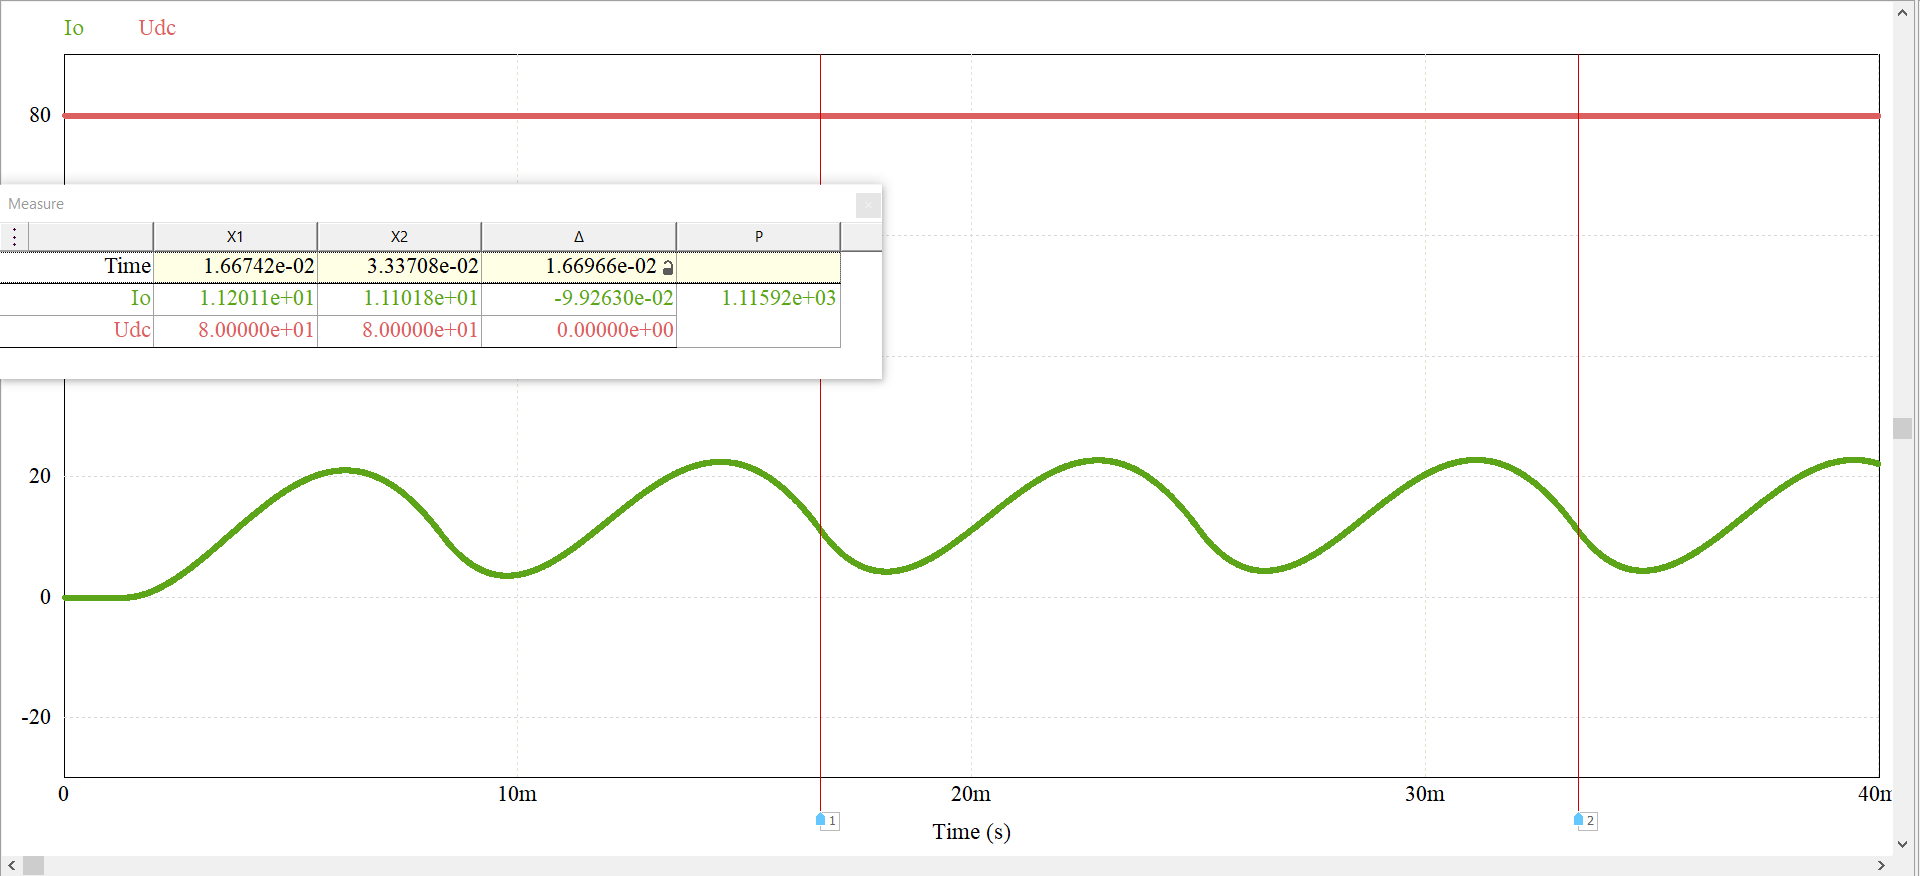 Io Udc
80
Measure
X1 X2 Δ P
Time 1.66742e-02 3.33708e-02 1.66966e-02
Io 1.12011e+01 1.11018e+01 -9.92630e-02 1.11592e+03
Udc 8.00000e+01 8.00000e+01 0.00000e+00
20
0
-20
0 10m 20m 30m 40m
1 2
Time (s)